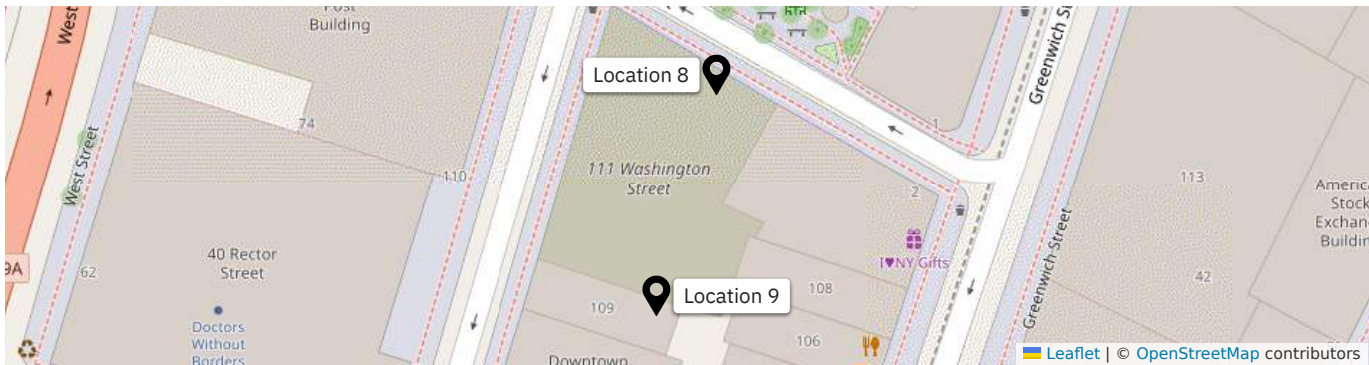 West
Post
Building
Greenwich St
Location 8
74
1
West Street
111 Washington
Street
110
2
113
America
Stock
Exchan
Buildin
40 Rector
Street
I♥NY Gifts
Greenwich Street
9A
62
42
Location 9
108
109
Doctors
Without
Borders
106
Downtown
Leaflet | © OpenStreetMap contributors